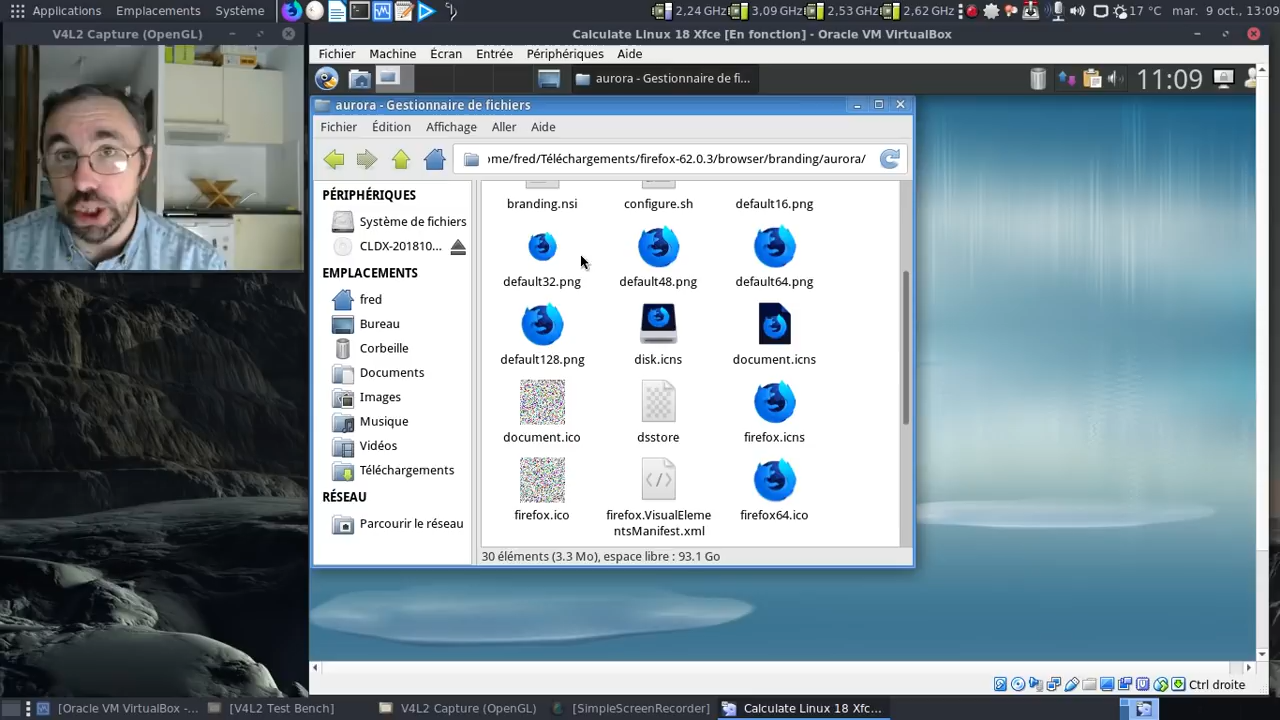 Applications Emplacements Système
2,24 GHz 3,09 GHz 2,53 GHz 2,62 GHz 17 °C mar. 9 oct., 13:09
V4L2 Capture (OpenGL)
Calculate Linux 18 Xfce [En fonction] - Oracle VM VirtualBox
Fichier Machine Écran Entrée Périphériques Aide
aurora - Gestionnaire de fi... 11:09
aurora - Gestionnaire de fichiers
Fichier Édition Affichage Aller Aide
ome/fred/Téléchargements/firefox-62.0.3/browser/branding/aurora/
PÉRIPHÉRIQUES
Système de fichiers
CLDX-201810...
EMPLACEMENTS
fred
Bureau
Corbeille
Documents
Images
Musique
Vidéos
Téléchargements
RÉSEAU
Parcourir le réseau
branding.nsi configure.sh default16.png
default32.png default48.png default64.png
default128.png disk.icns document.icns
document.ico dsstore firefox.icns
firefox.ico firefox.VisualEleme
ntsManifest.xml firefox64.ico
30 éléments (3.3 Mo), espace libre : 93.1 Go
Ctrl droite
[Oracle VM VirtualBox -... [V4L2 Test Bench] V4L2 Capture (OpenGL) [SimpleScreenRecorder] Calculate Linux 18 Xfc...